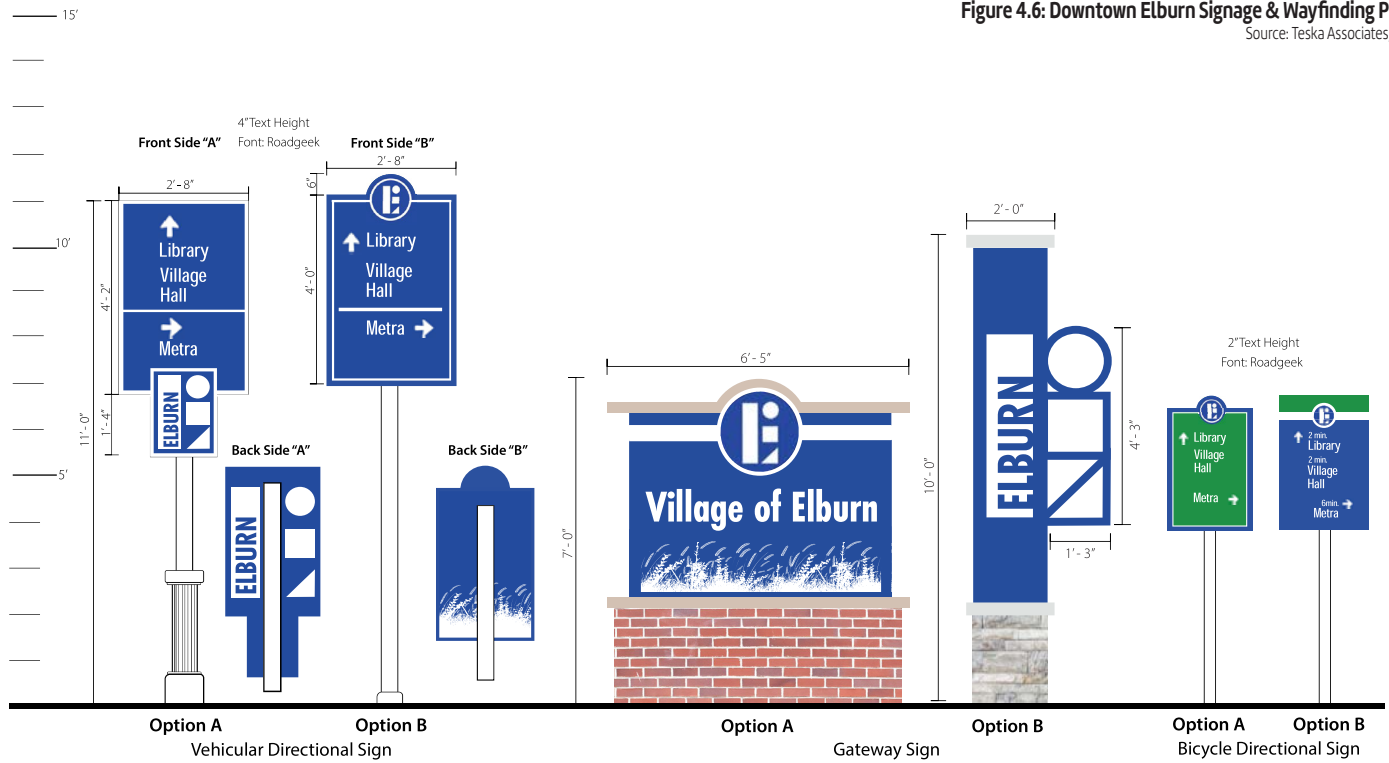 Figure 4.6: Downtown Elburn Signage & Wayfinding P
Source: Teska Associates
15’
10’
5’
4” Text Height
Font: Roadgeek
Front Side “A”
Front Side “B”
2’ - 8”
2’ - 8”
6”
4’ - 2”
4’ - 0”
1’ - 4”
11’ - 0”
Library
Village
Hall
Metra
ELBURN
Library
Village
Hall
Metra
Back Side “A”
Back Side “B”
ELBURN
6’ - 5”
7’ - 0”
Village of Elburn
2’ - 0”
10’ - 0”
ELBURN
4’ - 3”
1’ - 3”
2” Text Height
Font: Roadgeek
Library
Village
Hall
Metra
2 min.
Library
2 min.
Village
Hall
6min.
Metra
Option A
Option B
Vehicular Directional Sign
Option A
Option B
Gateway Sign
Option A
Option B
Bicycle Directional Sign